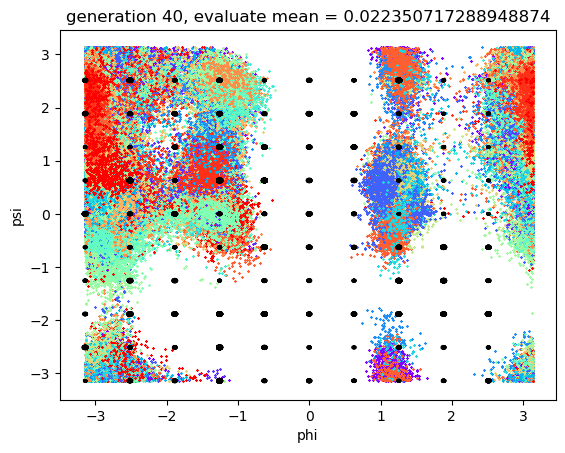 generation 40, evaluate mean = 0.022350717288948874
3
2
1
0
−1
−2
−3
psi
−3 −2 −1 0 1 2 3
phi